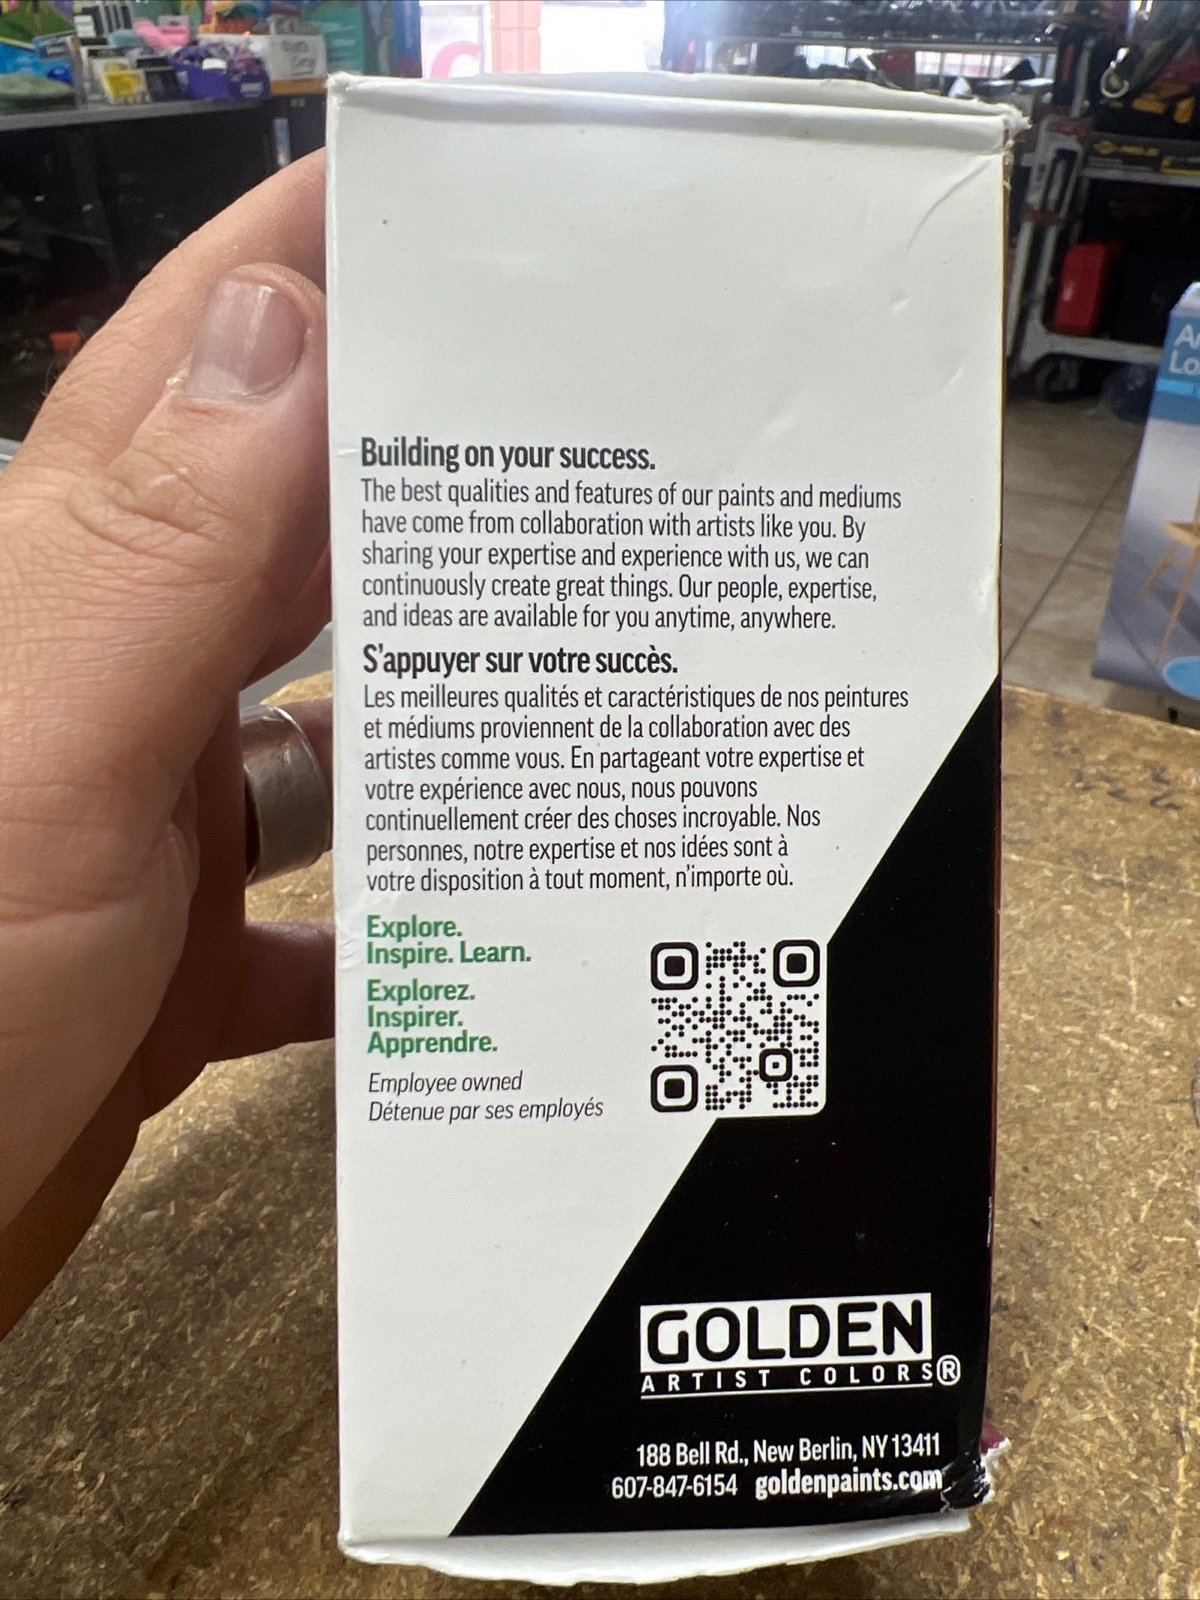 Building on your success.
The best qualities and features of our paints and mediums
have come from collaboration with artists like you. By
sharing your expertise and experience with us, we can
continuously create great things. Our people, expertise,
and ideas are available for you anytime, anywhere.
S'appuyer sur votre succès.
Les meilleures qualités et caractéristiques de nos peintures
et médiums proviennent de la collaboration avec des
artistes comme vous. En partageant votre expertise et
votre expérience avec nous, nous pouvons
continuellement créer des choses incroyable. Nos
personnes, notre expertise et nos idées sont à
votre disposition à tout moment, n'importe où.
Explore.
Inspire. Learn.
Explorez.
Inspirer.
Apprendre.
Employee owned
Détenue par ses employés
GOLDEN
ARTIST COLORS®
188 Bell Rd., New Berlin, NY 13411
607-847-6154 goldenpaints.com